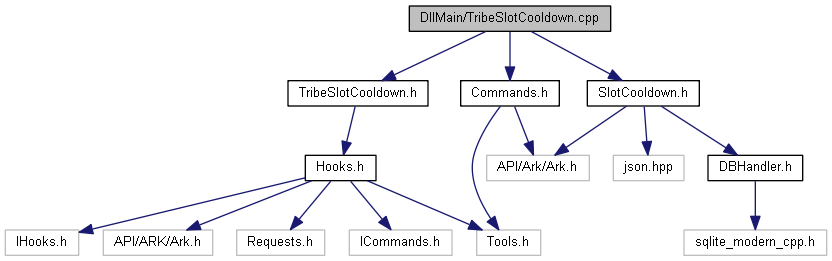 DllMain/TribeSlotCooldown.cpp
TribeSlotCooldown.h
Commands.h
SlotCooldown.h
Hooks.h
API/Ark/Ark.h
json.hpp
DBHandler.h
IHooks.h
API/ARK/Ark.h
Requests.h
ICommands.h
Tools.h
sqlite_modern_cpp.h